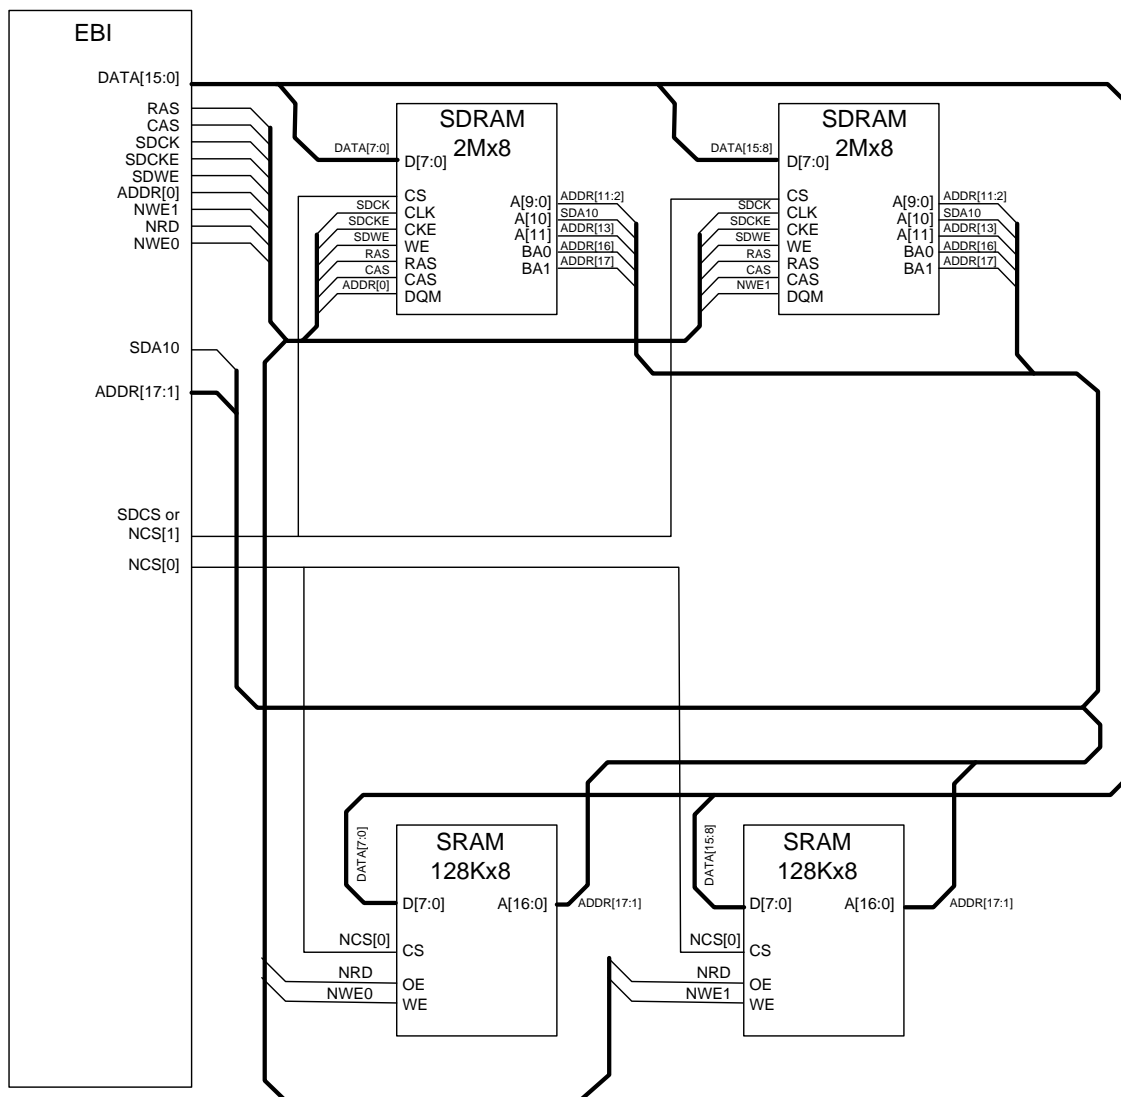 EBI
DATA[15:0]
RAS
CAS
SDCK
SDCKE
SDWE
ADDR[0]
NWE1
NRD
NWE0
SDA10
ADDR[17:1]
SDCS or
NCS[1]
NCS[0]
SDRAM
2Mx8
DATA[7:0]
D[7:0]
CS
SDCK
CLK
SDCKE
CKE
SDWE
WE
RAS
RAS
CAS
CAS
ADDR[0]
DQM
A[9:0]
ADDR[11:2]
A[10]
SDA10
A[11]
ADDR[13]
BA0
ADDR[16]
BA1
ADDR[17]
SDRAM
2Mx8
DATA[15:8]
D[7:0]
CS
SDCK
CLK
SDCKE
CKE
SDWE
WE
RAS
RAS
CAS
CAS
NWE1
DQM
A[9:0]
ADDR[11:2]
A[10]
SDA10
A[11]
ADDR[13]
BA0
ADDR[16]
BA1
ADDR[17]
SRAM
128Kx8
DATA[7:0]
D[7:0]
A[16:0]
ADDR[17:1]
NCS[0]
CS
NRD
OE
NWE0
WE
SRAM
128Kx8
DATA[15:8]
D[7:0]
A[16:0]
ADDR[17:1]
NCS[0]
CS
NRD
OE
NWE1
WE